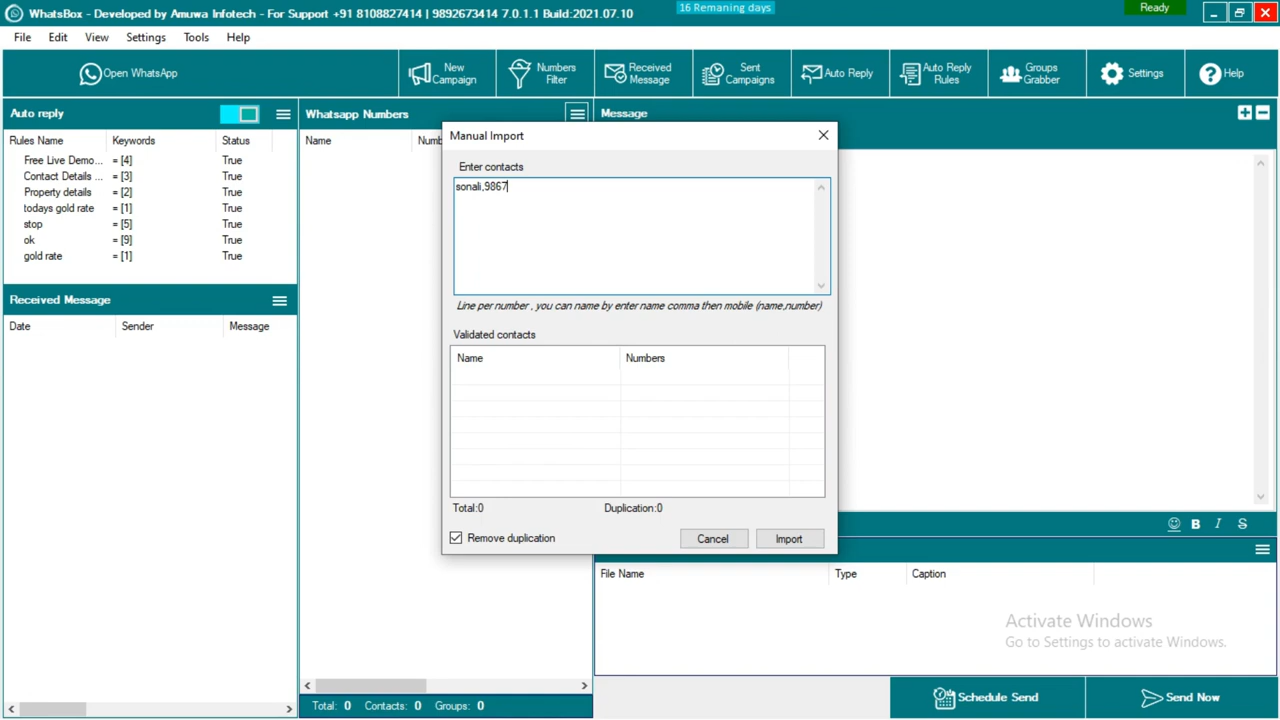 WhatsBox - Developed by Amuwa Infotech - For Support +91 8108827414 | 9892673414 7.0.1.1 Build:2021.07.10
16 Remaning days
Ready
File Edit View Settings Tools Help
Open WhatsApp
New Campaign
Numbers Filter
Received Message
Sent Campaigns
Auto Reply
Auto Reply Rules
Groups Grabber
Settings
Help
Auto reply
Rules Name Keywords Status
Free Live Demo... = [4] True
Contact Details ... = [3] True
Property details = [2] True
todays gold rate = [1] True
stop = [5] True
ok = [9] True
gold rate = [1] True
Received Message
Date Sender Message
Whatsapp Numbers
Name Numb
Message
Manual Import
Enter contacts
sonali,9867
Line per number , you can name by enter name comma then mobile (name,number)
Validated contacts
Name Numbers
Total:0 Duplication:0
Remove duplication
Cancel Import
B I S
File Name Type Caption
Activate Windows
Go to Settings to activate Windows.
Total: 0 Contacts: 0 Groups: 0
Schedule Send
Send Now